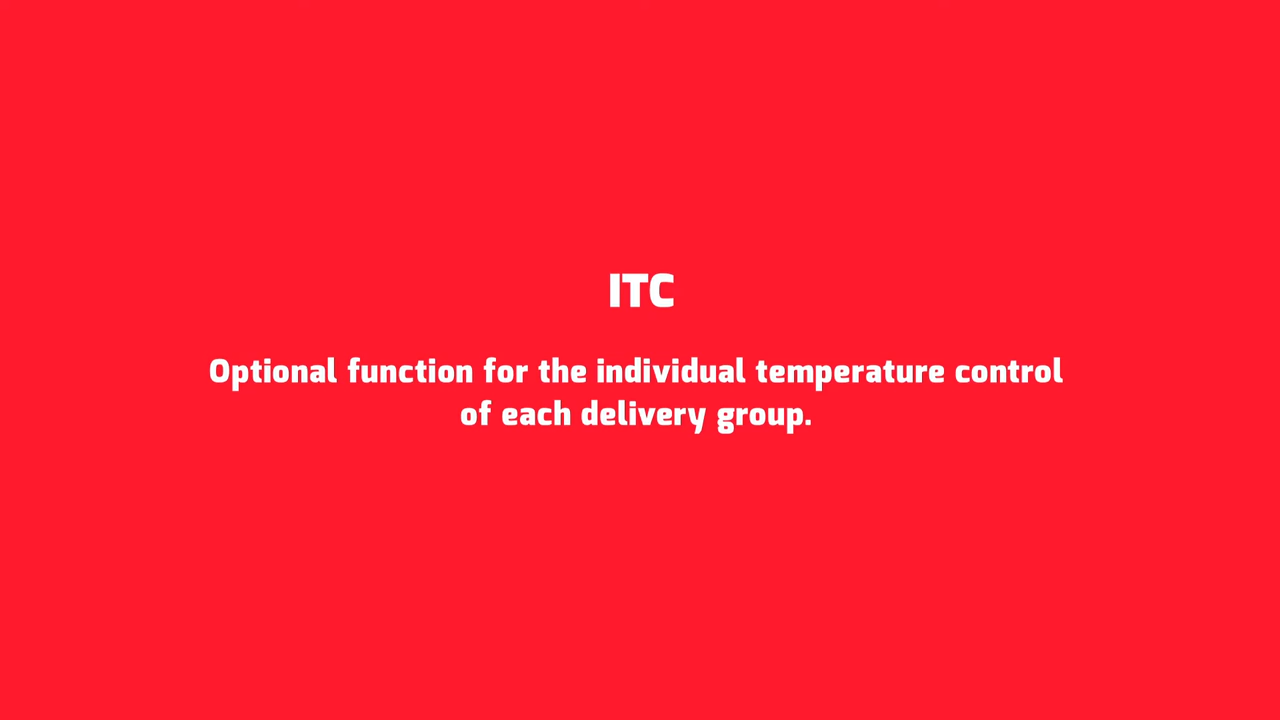 ITC
Optional function for the individual temperature control
of each delivery group.